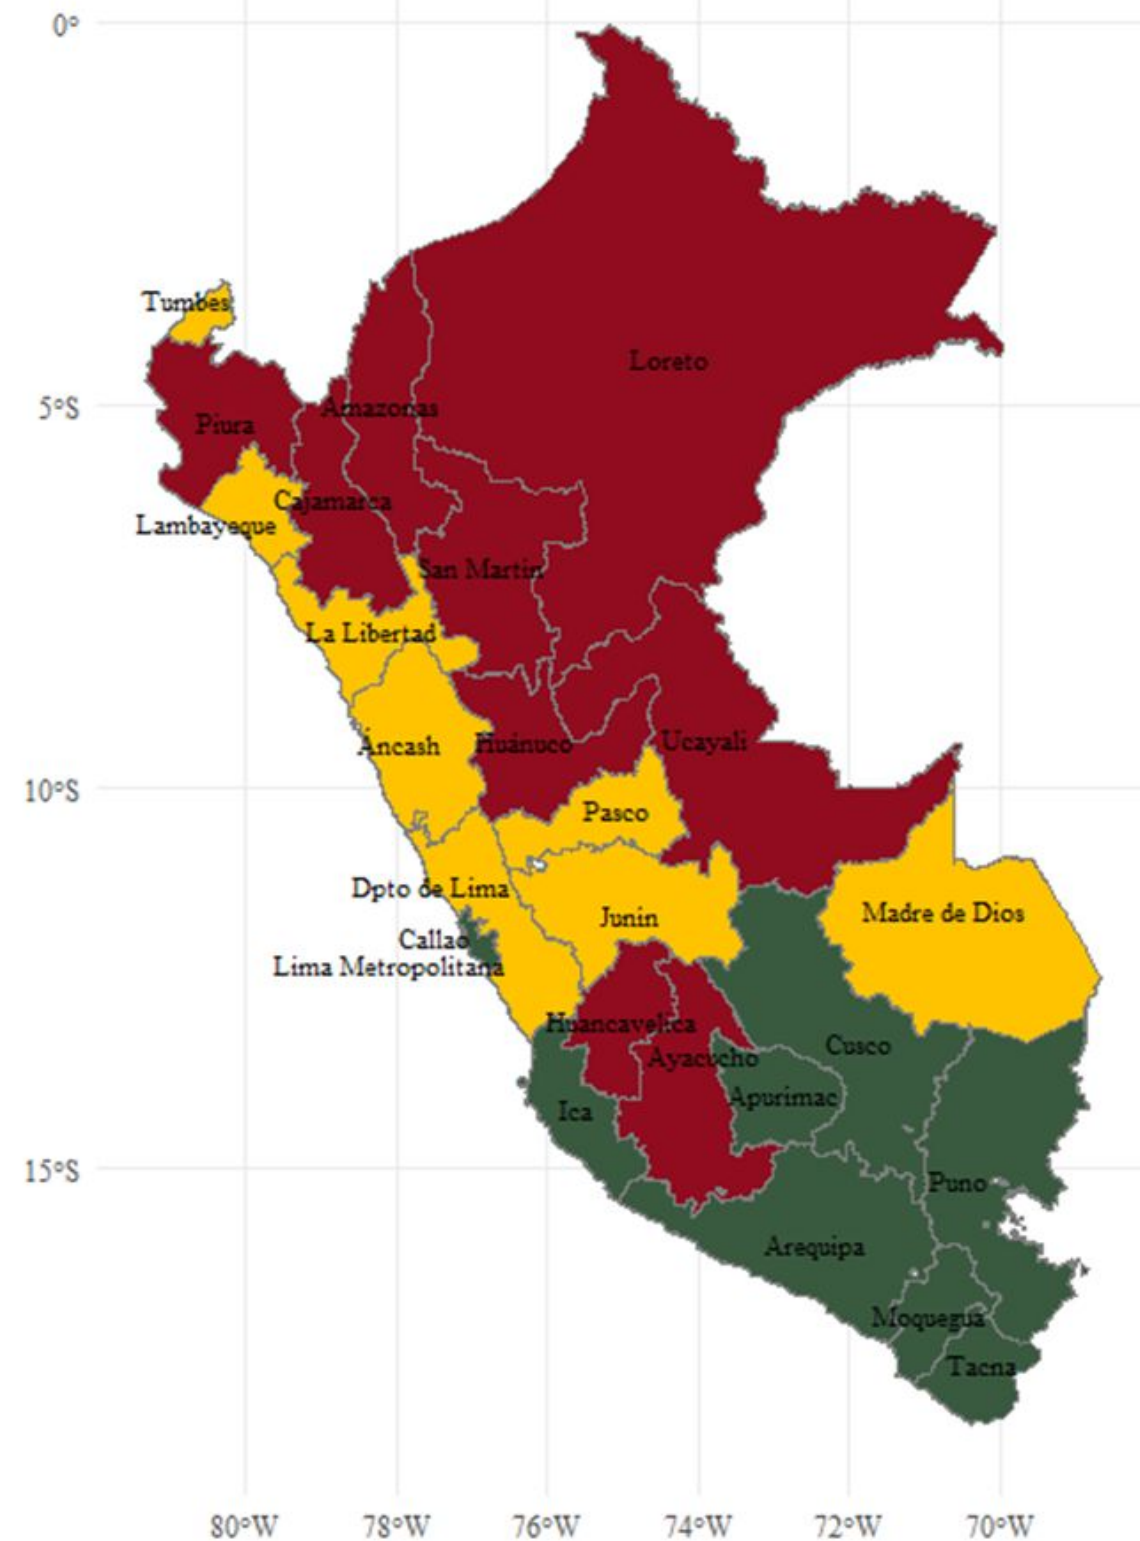 0°
Tumbes
Loreto
5°S
Amazonas
Piura
Cajamarca
Lambayeque
San Martin
La Libertad
Áncash
Huánuco
Ucayali
10°S
Pasco
Dpto de Lima
Junin
Madre de Dios
Callao
Lima Metropolitana
Huancavelica
Ayacucho
Cusco
Apurimac
Ica
15°S
Puno
Arequipa
Moquegua
Tacna
80°W 78°W 76°W 74°W 72°W 70°W